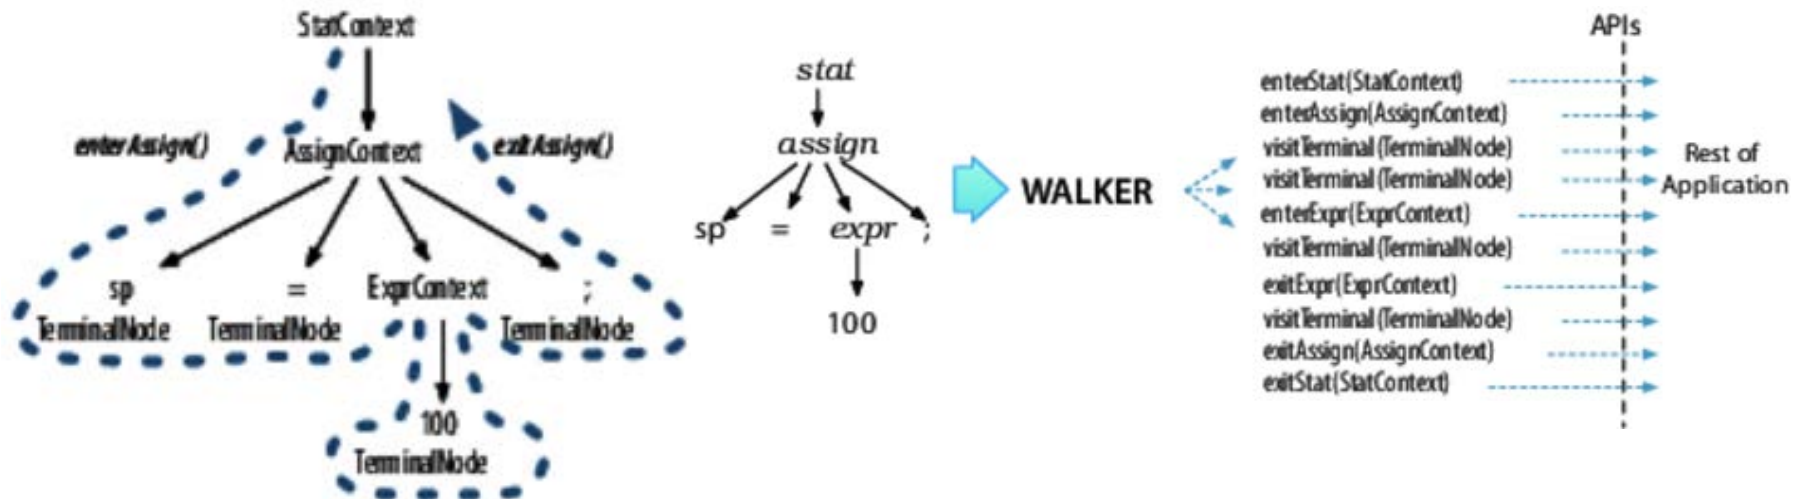 StatContext
enterAssign()
AssignContext
exitAssign()
sp
=
ExprContext
;
TerminalNode
TerminalNode
TerminalNode
100
TerminalNode
stat
assign
sp
=
expr
;
100
WALKER
APIs
enterStat(StatContext)
enterAssign(AssignContext)
visitTerminal(TerminalNode)
visitTerminal(TerminalNode)
enterExpr(ExprContext)
visitTerminal(TerminalNode)
exitExpr(ExprContext)
visitTerminal(TerminalNode)
exitAssign(AssignContext)
exitStat(StatContext)
Rest of
Application